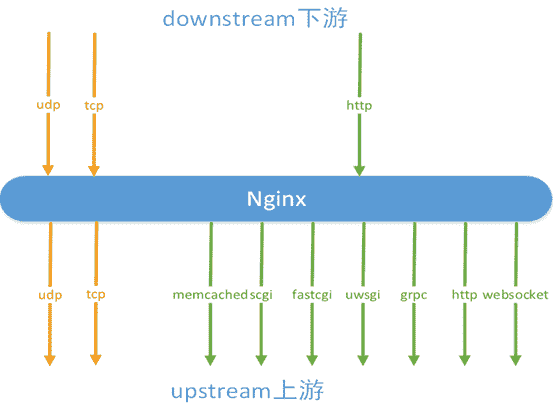 downstream下游
udp
tcp
http
Nginx
udp
tcp
memcached
scgi
fastcgi
uwsgi
grpc
http
websocket
upstream上游